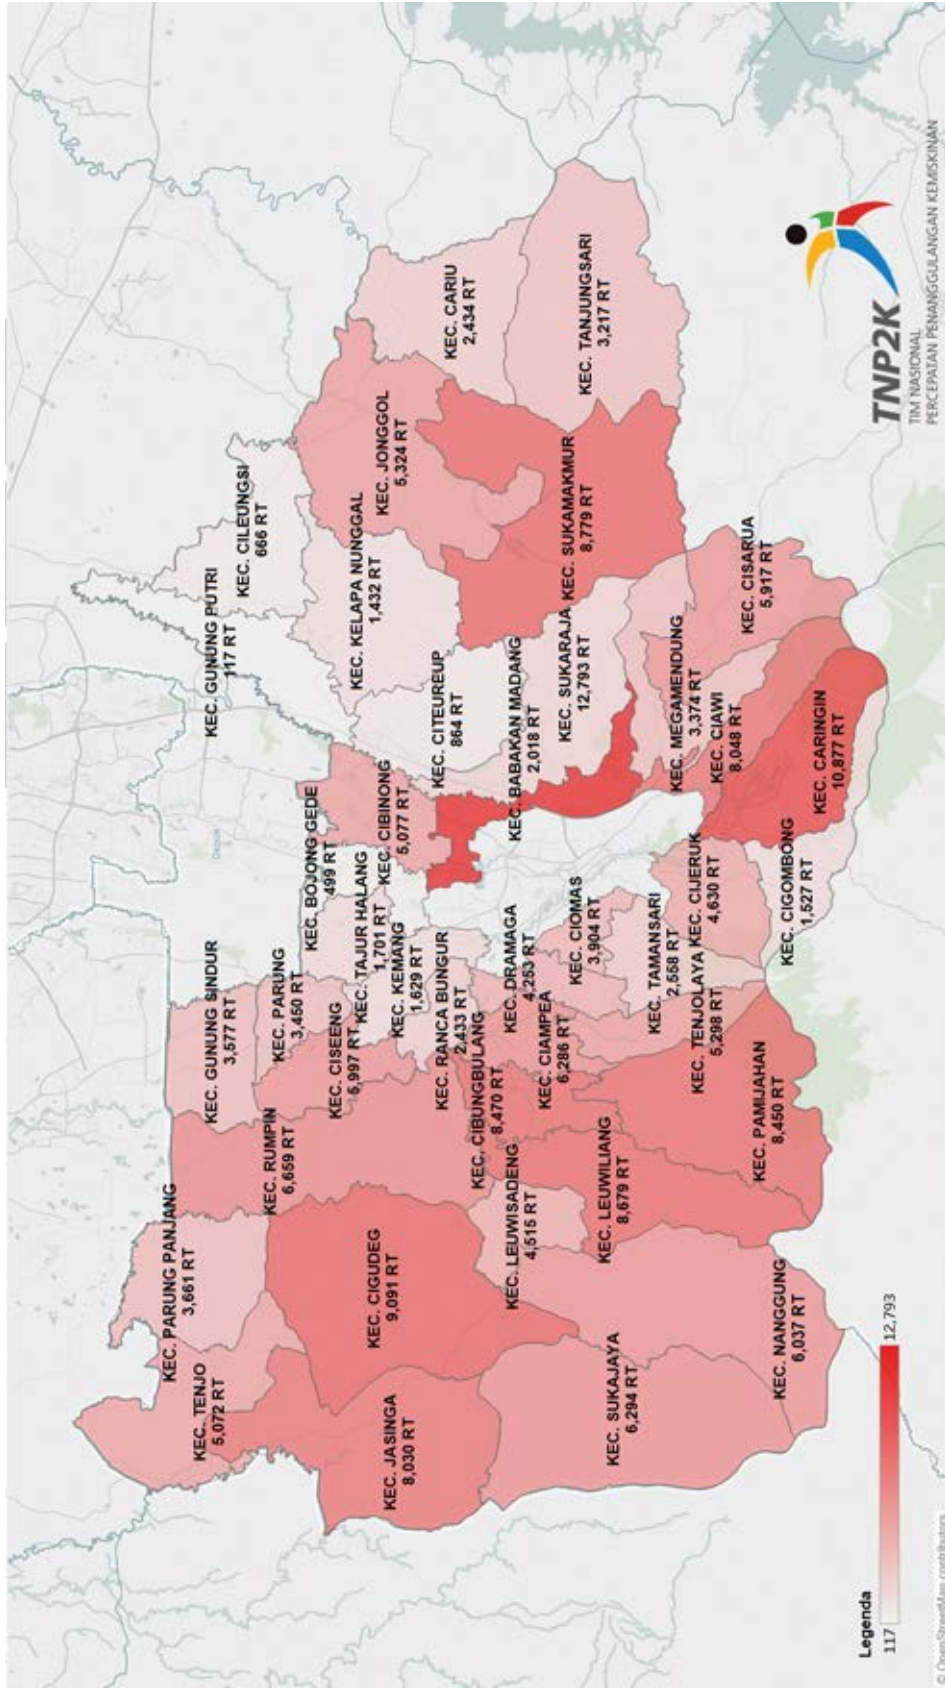 KEC. TENJO
5,072 RT
KEC. PARUNG PANJANG
3,661 RT
KEC. GUNUNG SINDUR
3,577 RT
KEC. GUNUNG PUTRI
117 RT
KEC. CILEUNGSI
666 RT
KEC. RUMPIN
6,659 RT
KEC. PARUNG
3,450 RT
KEC. BOJONG GEDE
499 RT
KEC. CISEENG
5,997 RT
KEC. TAJUR HALANG
1,701 RT
KEC. CIBINONG
5,077 RT
KEC. KELAPA NUNGGAL
1,432 RT
KEC. JONGGOL
5,324 RT
KEC. JASINGA
8,030 RT
KEC. CIGUDEG
9,091 RT
KEC. KEMANG
1,629 RT
KEC. CITEUREUP
864 RT
KEC. CARIU
2,434 RT
KEC. RANCA BUNGUR
2,433 RT
KEC. CIBUNGBULANG
8,470 RT
KEC. LEUWISADENG
4,515 RT
KEC. DRAMAGA
4,253 RT
KEC. BABAKAN MADANG
2,018 RT
KEC. CIAMPEA
6,286 RT
KEC. CIOMAS
3,904 RT
KEC. SUKARAJA
12,793 RT
KEC. SUKAMAKMUR
8,779 RT
KEC. TANJUNGSARI
3,217 RT
KEC. SUKAJAYA
6,294 RT
KEC. LEUWILIANG
8,679 RT
KEC. TAMANSARI
2,558 RT
KEC. MEGAMENDUNG
3,374 RT
KEC. TENJOLAYA
5,298 RT
KEC. CIJERUK
4,630 RT
KEC. CIAWI
8,048 RT
KEC. CISARUA
5,917 RT
KEC. NANGGUNG
6,037 RT
KEC. PAMIJAHAN
8,450 RT
KEC. CIGOMBONG
1,527 RT
KEC. CARINGIN
10,877 RT
Legenda
117
12,793
TNP2K
TIM NASIONAL
PERCEPATAN PENANGGULANGAN KEMISKINAN
© OpenStreetMap contributors